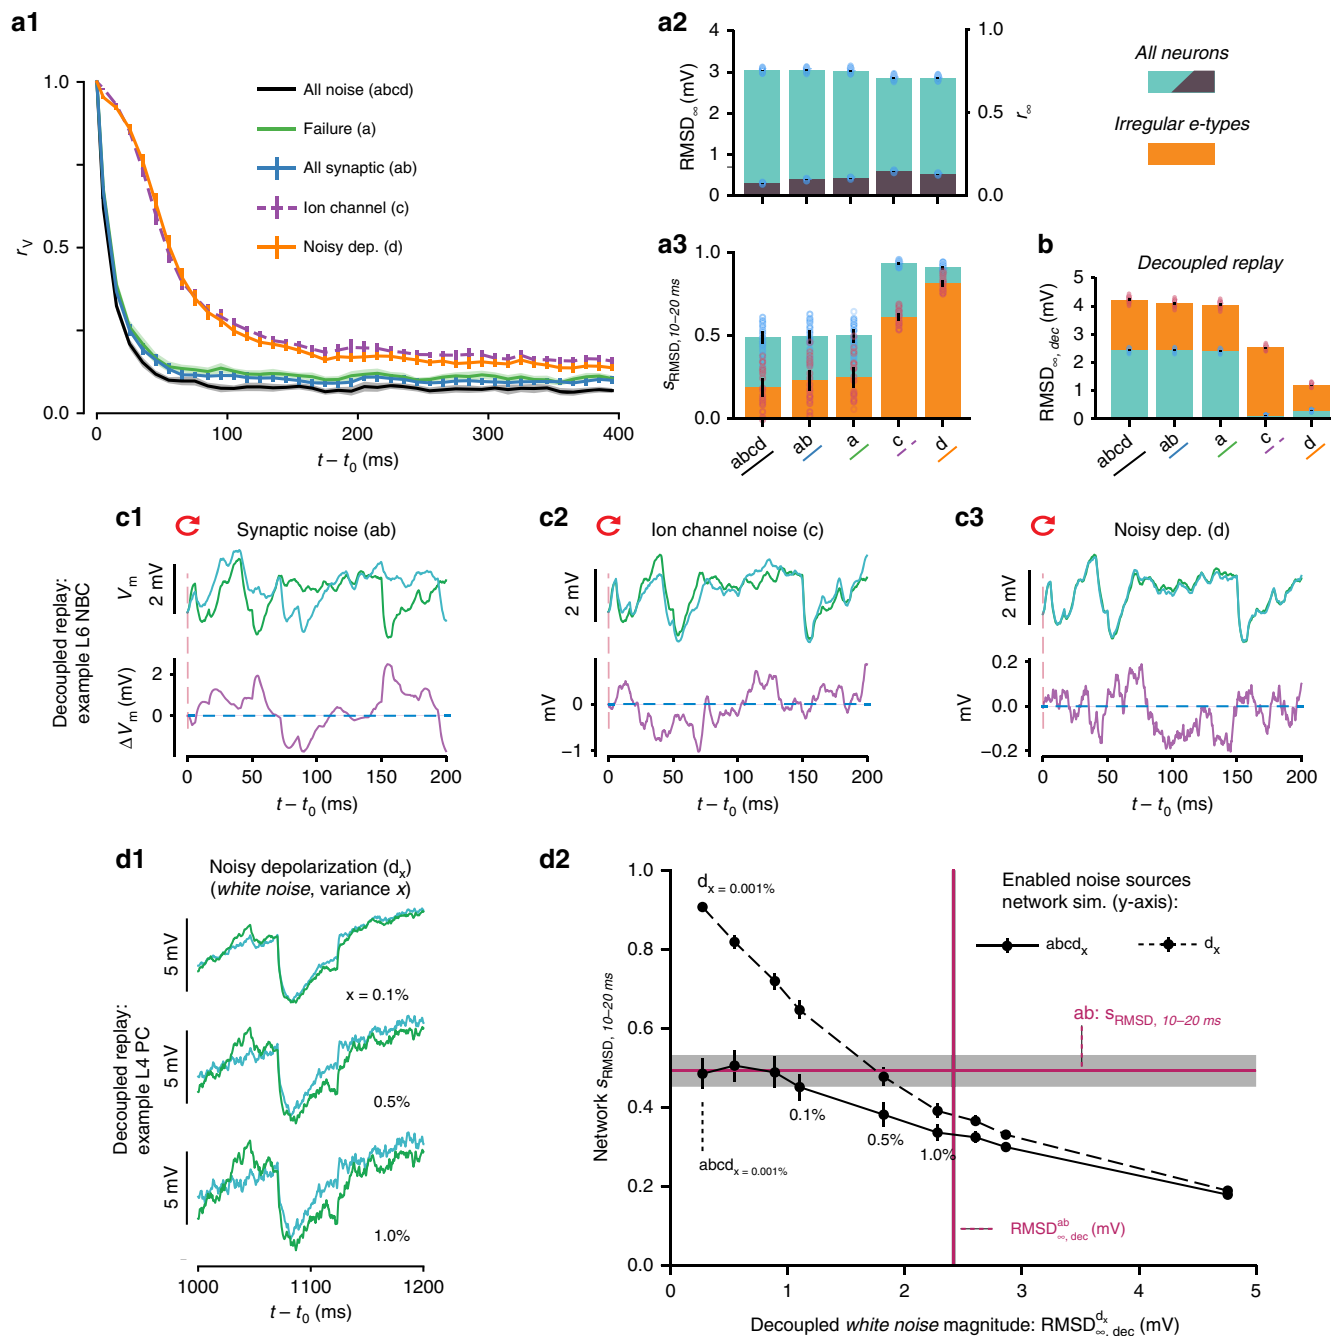 a1
1.0
0.5
0.0
r_V
0
100
200
300
400
t – t_0 (ms)
All noise (abcd)
Failure (a)
All synaptic (ab)
Ion channel (c)
Noisy dep. (d)
a2
4
3
2
1
0
RMSD_∞ (mV)
1.0
0.5
0.0
r_∞
All neurons
Irregular e-types
a3
1.0
0.5
0.0
s_RMSD, 10–20 ms
abcd
ab
a
c
d
b
Decoupled replay
5
4
3
2
1
0
RMSD_∞, dec (mV)
abcd
ab
a
c
d
Decoupled replay:
example L6 NBC
c1
Synaptic noise (ab)
V_m
2 mV
2
0
ΔV_m (mV)
0
50
100
150
200
t – t_0 (ms)
c2
Ion channel noise (c)
2 mV
0
–1
mV
0
50
100
150
200
t – t_0 (ms)
c3
Noisy dep. (d)
2 mV
0.2
0.0
–0.2
mV
0
50
100
150
200
t – t_0 (ms)
d1
Noisy depolarization (d_x)
(white noise, variance x)
Decoupled replay:
example L4 PC
5 mV
x = 0.1%
5 mV
0.5%
5 mV
1.0%
1000
1100
1200
t – t_0 (ms)
d2
1.0
0.8
0.6
0.4
0.2
0.0
Network s_RMSD, 10–20 ms
d_x = 0.001%
Enabled noise sources
network sim. (y-axis):
abcd_x
d_x
ab: s_RMSD, 10–20 ms
0.1%
0.5%
1.0%
abcd_x = 0.001%
RMSD^ab_∞, dec (mV)
0
1
2
3
4
5
Decoupled white noise magnitude: RMSD^d_x_∞, dec (mV)